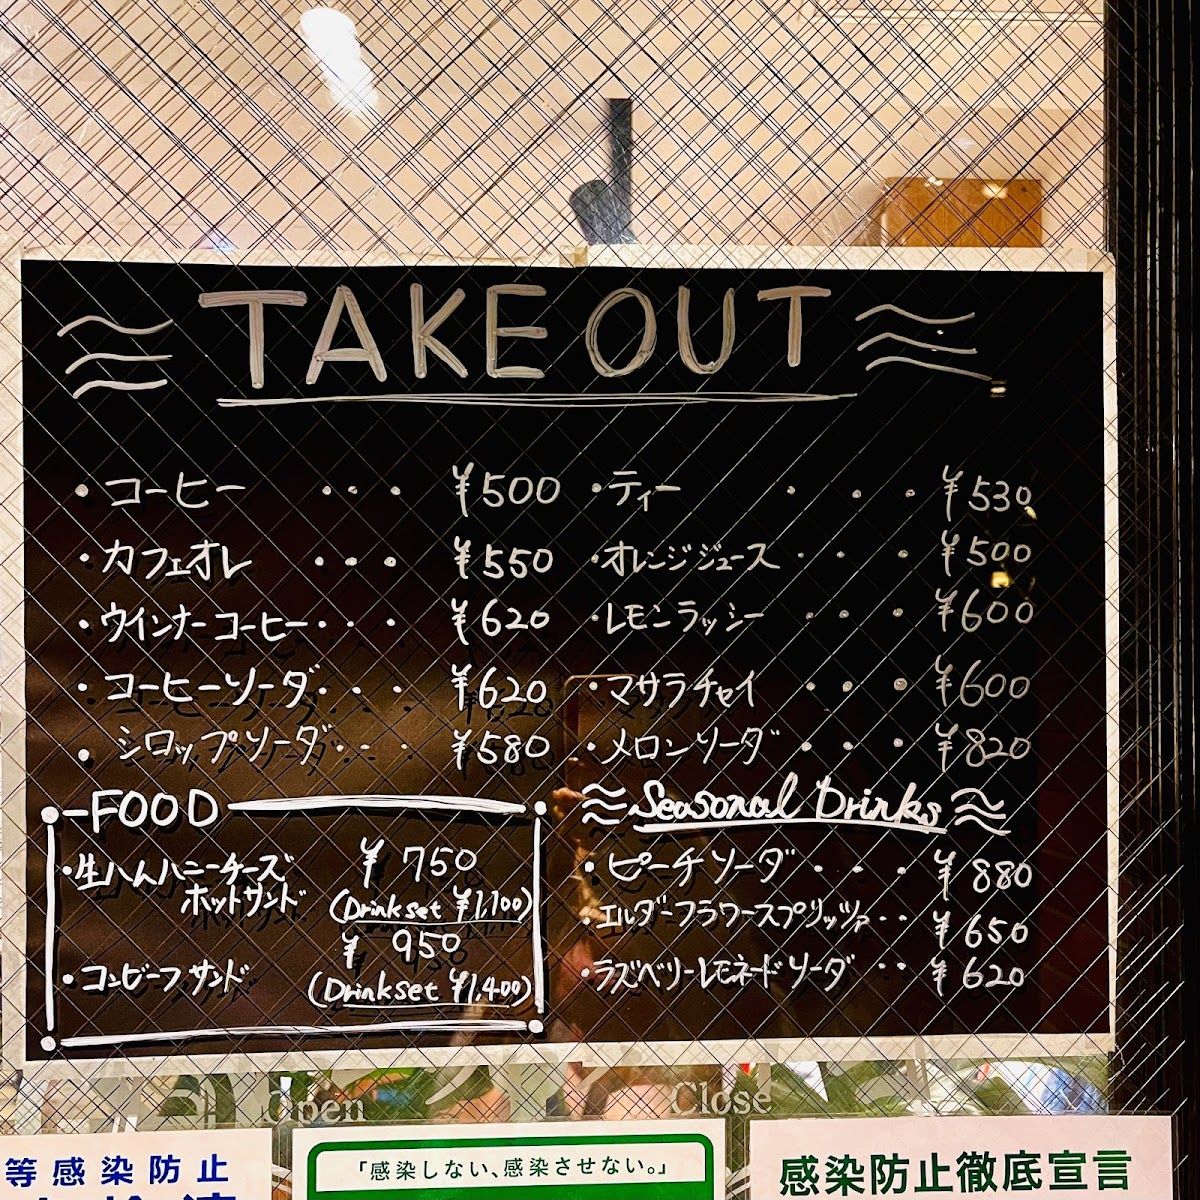 TAKE OUT
・コーヒー ・・・ ¥500
・カフェオレ ・・・ ¥550
・ウインナーコーヒー・・・ ¥620
・コーヒーソーダ・・・ ¥620
・シロップソーダ・・・ ¥580
・ティー ・・・ ¥530
・オレンジジュース ・・・ ¥500
・レモンラッシー ・・・ ¥600
・マサラチャイ ・・・ ¥600
・メロンソーダ ・・・ ¥820
FOOD
・生ハムハニーチーズ ¥750
ホットサンド (Drink set ¥1,100)
¥950
・コンビーフサンド (Drink set ¥1,400)
Seasonal Drinks
・ピーチソーダ ・・・ ¥880
・エルダーフラワースプリッツァ・・ ¥650
・ラズベリーレモネードソーダ ・・ ¥620
Open
Close
等感染防止
「感染しない、感染させない。」
感染防止徹底宣言